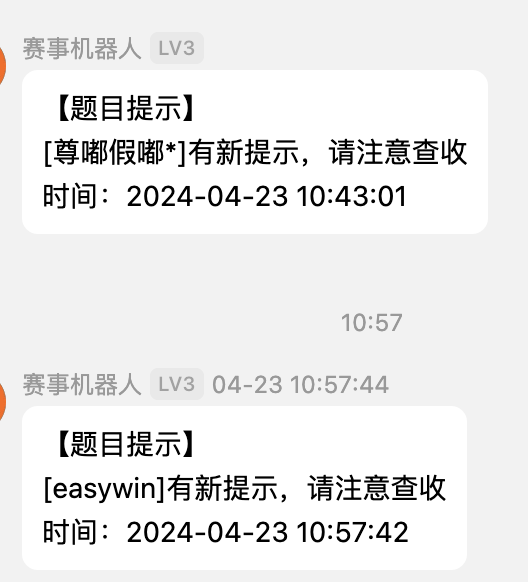 赛事机器人 LV3
【题目提示】
[尊嘟假嘟*]有新提示，请注意查收
时间：2024-04-23 10:43:01
10:57
赛事机器人 LV3 04-23 10:57:44
【题目提示】
[easywin]有新提示，请注意查收
时间：2024-04-23 10:57:42